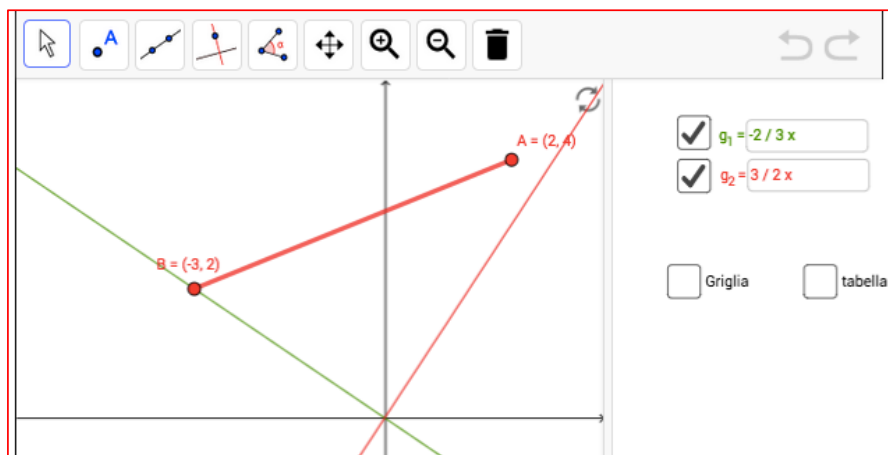 A
α
A = (2, 4)
B = (-3, 2)
g₁ = -2 / 3 x
g₂ = 3 / 2 x
Griglia
tabella